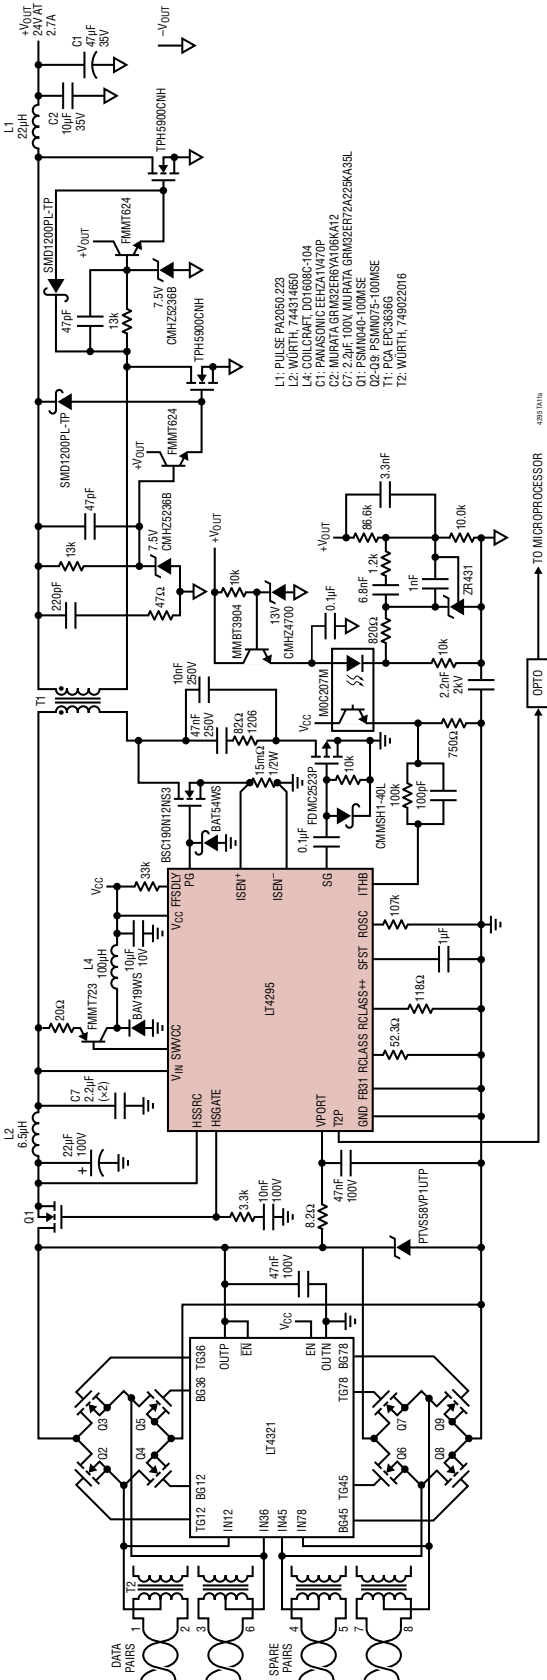 DATA
PAIRS
1
2
3
6
SPARE
PAIRS
4
5
7
8
T2
Q2
Q3
Q4
Q5
TG12
BG12
BG36
TG36
IN12
IN36
IN45
IN78
OUTP
EN
EN
OUTN
LT4321
BG45
TG45
TG78
BG78
Q6
Q7
Q8
Q9
VCC
47nF
100V
Q1
3.3k
10nF
100V
8.2Ω
47nF
100V
PTVS58VP1UTP
+
22µF
100V
L2
6.5µH
C7
2.2µF
(×2)
20Ω
FMMT723
BAV19WS
L4
100µH
10µF
10V
VCC
33k
HSSRC
HSGATE
VIN
SWVCC
VCC
FFSDLY
PG
ISEN+
ISEN–
SG
ITHB
VPORT
T2P
LT4295
GND
FB31
RCLASS
RCLASS++
SFST
ROSC
52.3Ω
118Ω
1µF
107k
BSC190N12NS3
BAT54WS
15mΩ
1/2W
0.1µF
FDMC2523P
10k
CMMSH1-40L
100k
100pF
47nF
250V
82Ω
1206
10nF
250V
VCC
MOC207M
750Ω
T1
220pF
47Ω
13k
47pF
7.5V
CMHZ5236B
+VOUT
FMMT624
SMD1200PL-TP
TPH5900CNH
MMBT3904
10k
+VOUT
13V
CMHZ4700
0.1µF
820Ω
10k
2.2nF
2kV
6.8nF
1.2k
1nF
ZR431
+VOUT
86.6k
10.0k
3.3nF
OPTO
TO MICROPROCESSOR
13k
47pF
7.5V
CMHZ5236B
SMD1200PL-TP
+VOUT
FMMT624
TPH5900CNH
L1
22µH
C2
10µF
35V
C1
47µF
35V
+VOUT
24V AT
2.7A
–VOUT
L1: PULSE PA2050.223
L2: WÜRTH, 744314650
L4: COILCRAFT, DO1608C-104
C1: PANASONIC EEHZA1V470P
C2: MURATA GRM32ER6YA106KA12
C7: 2.2µF, 100V, MURATA GRM32ER72A225KA35L
Q1: PSMN040-100MSE
Q2-Q9: PSMN075-100MSE
T1: PCA EPC3636G
T2: WÜRTH, 749022016
4295 TA11a